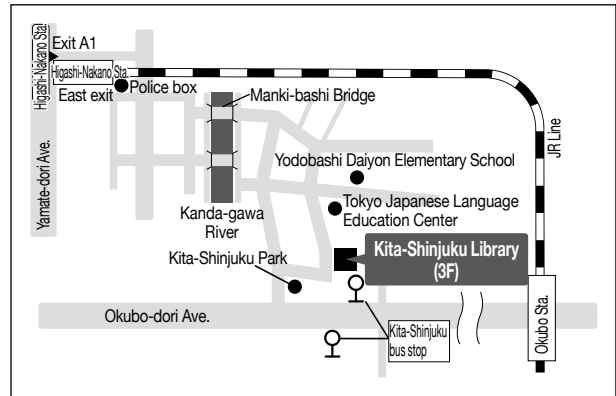 Higashi-Nakano Sta.
Exit A1
Higashi-Nakano Sta.
East exit
Police box
Manki-bashi Bridge
JR Line
Yamate-dori Ave.
Yodobashi Daiyon Elementary School
Tokyo Japanese Language
Education Center
Kanda-gawa
River
Kita-Shinjuku Library
(3F)
Kita-Shinjuku Park
Okubo-dori Ave.
Kita-Shinjuku
bus stop
Okubo Sta.